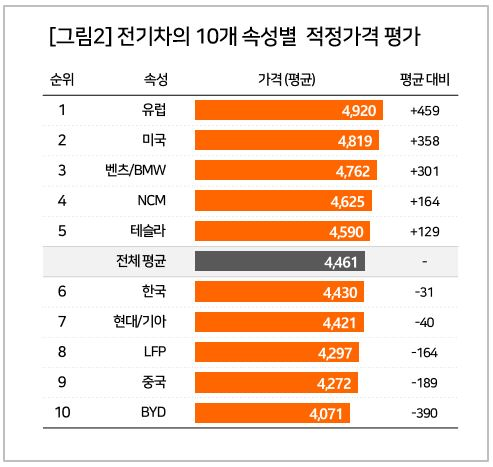 [그림2] 전기차의 10개 속성별 적정가격 평가
순위 속성 가격 (평균) 평균 대비
1 유럽 4,920 +459
2 미국 4,819 +358
3 벤츠/BMW 4,762 +301
4 NCM 4,625 +164
5 테슬라 4,590 +129
전체 평균 4,461 -
6 한국 4,430 -31
7 현대/기아 4,421 -40
8 LFP 4,297 -164
9 중국 4,272 -189
10 BYD 4,071 -390